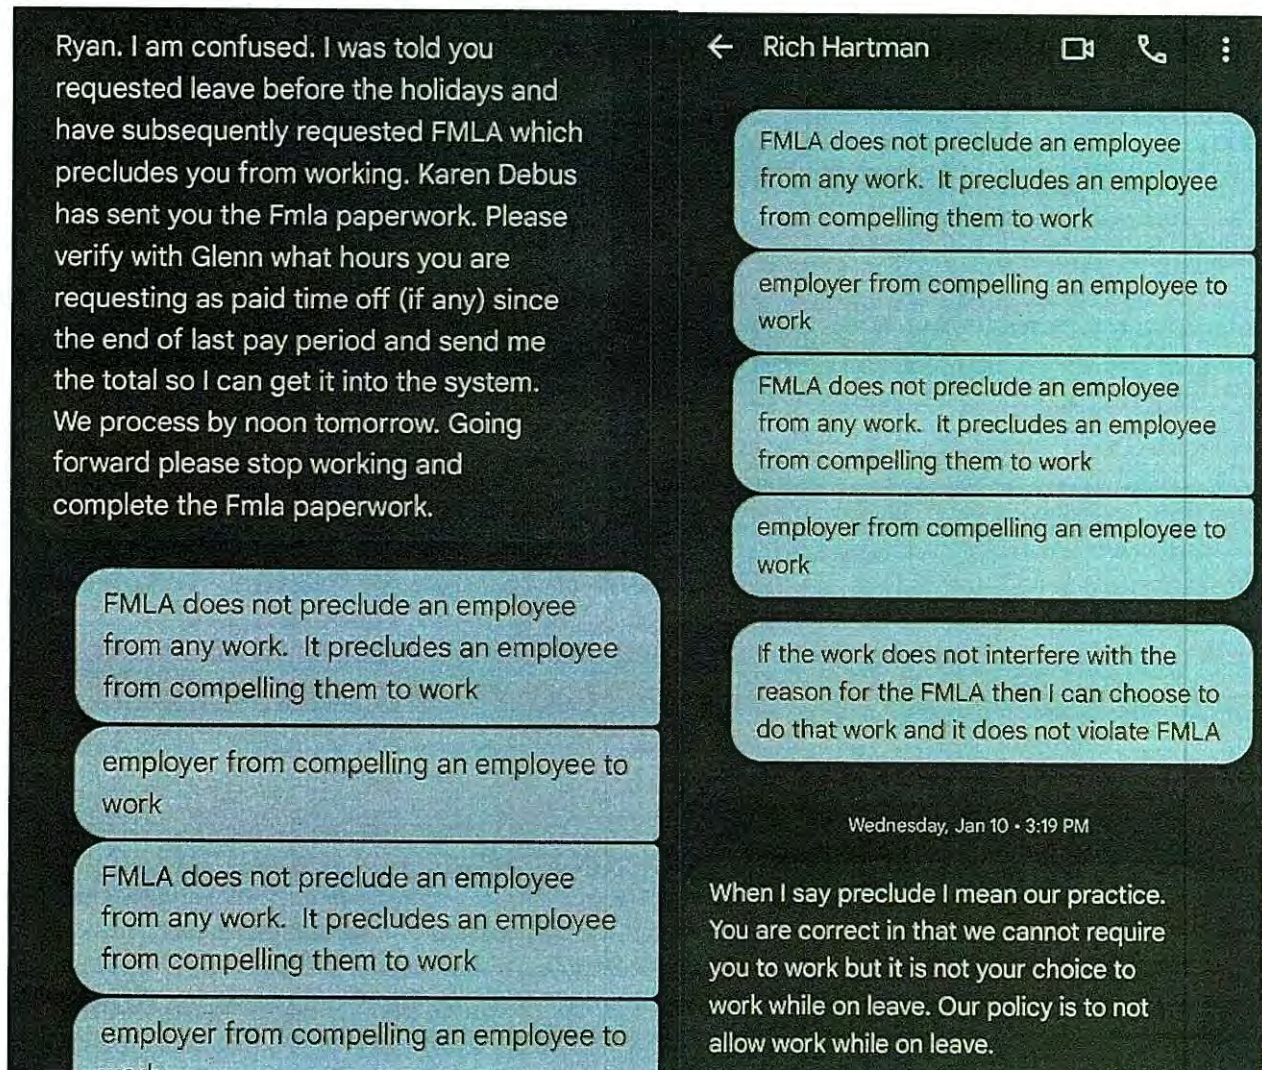 Ryan. I am confused. I was told you
requested leave before the holidays and
have subsequently requested FMLA which
precludes you from working. Karen Debus
has sent you the Fmla paperwork. Please
verify with Glenn what hours you are
requesting as paid time off (if any) since
the end of last pay period and send me
the total so I can get it into the system.
We process by noon tomorrow. Going
forward please stop working and
complete the Fmla paperwork.
FMLA does not preclude an employee
from any work. It precludes an employee
from compelling them to work
employer from compelling an employee to
work
FMLA does not preclude an employee
from any work. It precludes an employee
from compelling them to work
employer from compelling an employee to
Rich Hartman
FMLA does not preclude an employee
from any work. It precludes an employee
from compelling them to work
employer from compelling an employee to
work
FMLA does not preclude an employee
from any work. It precludes an employee
from compelling them to work
employer from compelling an employee to
work
If the work does not interfere with the
reason for the FMLA then I can choose to
do that work and it does not violate FMLA
Wednesday, Jan 10 • 3:19 PM
When I say preclude I mean our practice.
You are correct in that we cannot require
you to work but it is not your choice to
work while on leave. Our policy is to not
allow work while on leave.